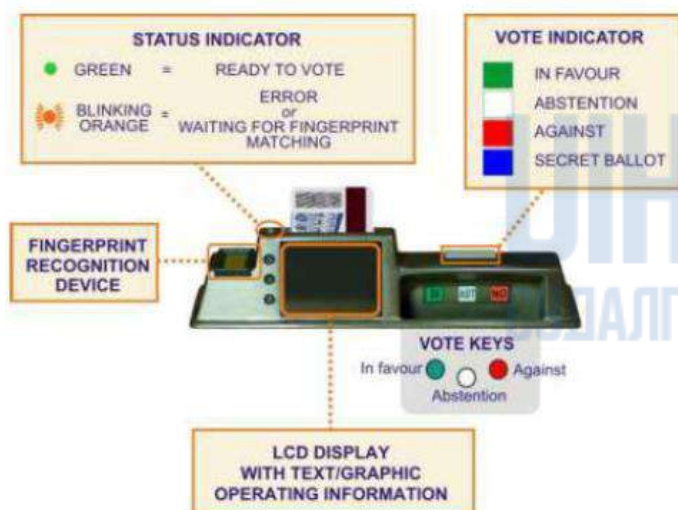 STATUS INDICATOR
GREEN = READY TO VOTE
BLINKING ORANGE = ERROR
or
WAITING FOR FINGERPRINT
MATCHING
VOTE INDICATOR
IN FAVOUR
ABSTENTION
AGAINST
SECRET BALLOT
FINGERPRINT
RECOGNITION
DEVICE
VOTE KEYS
In favour
Against
Abstention
LCD DISPLAY
WITH TEXT/GRAPHIC
OPERATING INFORMATION